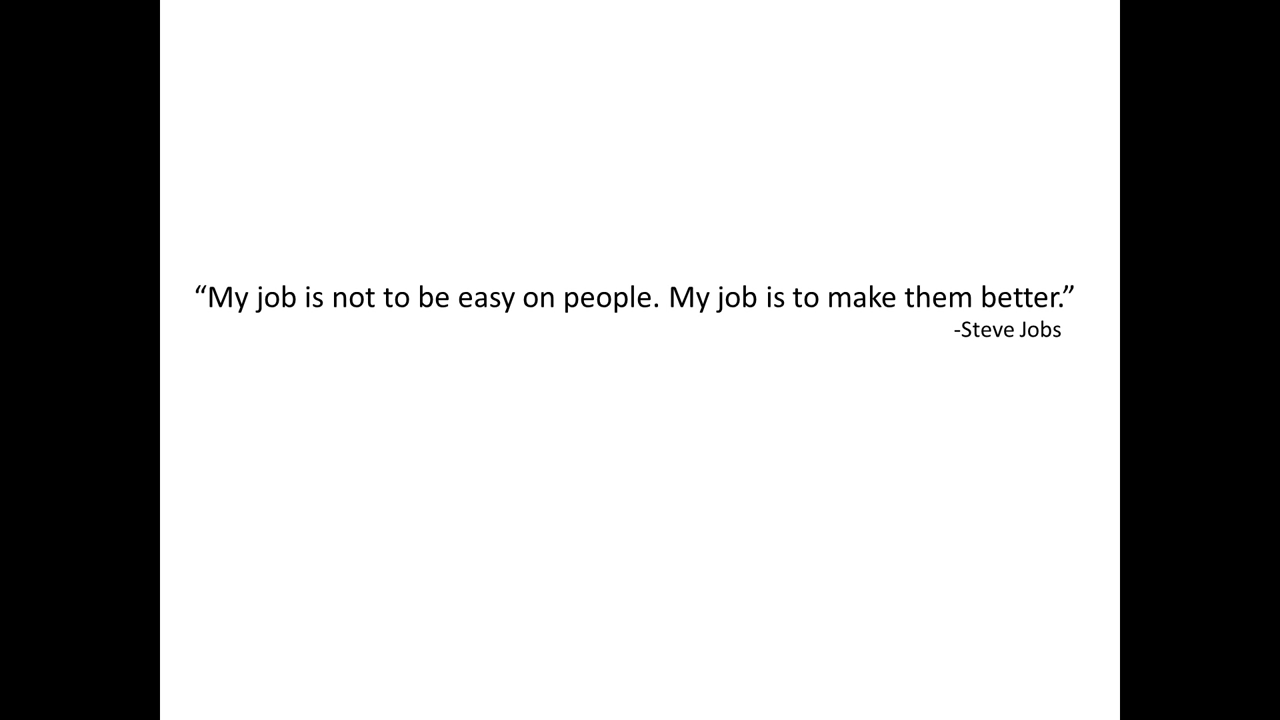 “My job is not to be easy on people. My job is to make them better.”
-Steve Jobs